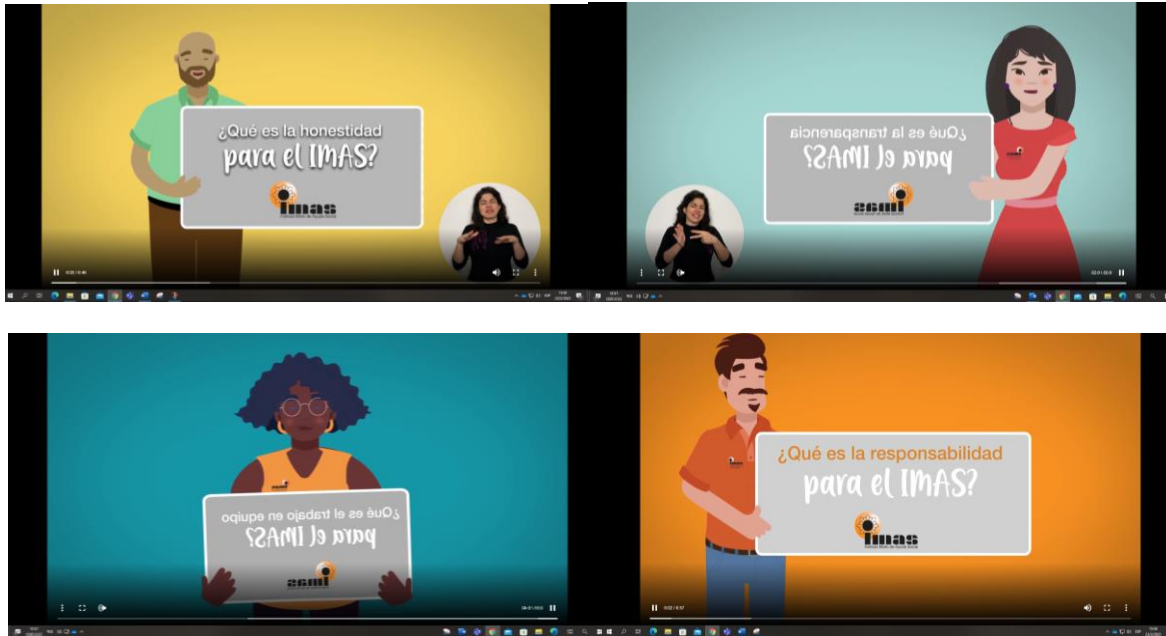 ¿Qué es la honestidad
para el IMAS?
imas
¿Qué es la transparencia
para el IMAS?
imas
¿Qué es el trabajo en equipo
para el IMAS?
imas
¿Qué es la responsabilidad
para el IMAS?
imas